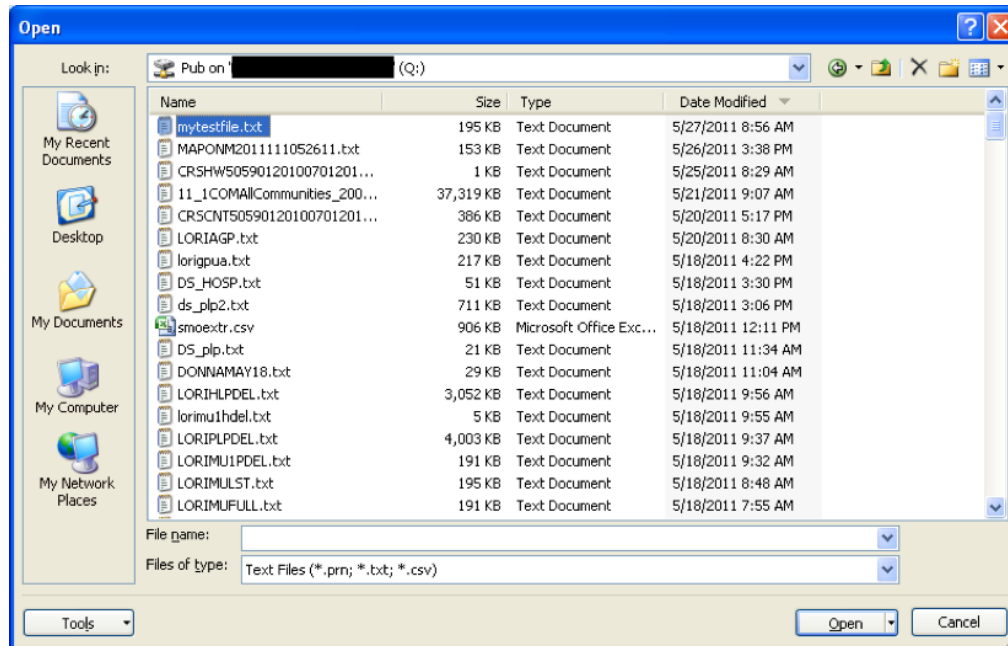 Open
Look in: Pub on ' (Q:)
Name Size Type Date Modified
mytestfile.txt 195 KB Text Document 5/27/2011 8:56 AM
MAPONM2011111052611.txt 153 KB Text Document 5/26/2011 3:38 PM
CRSHW50590120100701201... 1 KB Text Document 5/25/2011 8:29 AM
11_1COMAllCommunities_200... 37,319 KB Text Document 5/21/2011 9:07 AM
CRSCNT50590120100701201... 386 KB Text Document 5/20/2011 5:17 PM
LORIAGP.txt 230 KB Text Document 5/20/2011 8:30 AM
lorigpua.txt 217 KB Text Document 5/18/2011 4:22 PM
DS_HOSP.txt 51 KB Text Document 5/18/2011 3:30 PM
ds_plp2.txt 711 KB Text Document 5/18/2011 3:06 PM
smoextr.csv 906 KB Microsoft Office Exc... 5/18/2011 12:11 PM
DS_plp.txt 21 KB Text Document 5/18/2011 11:34 AM
DONNAMAY18.txt 29 KB Text Document 5/18/2011 11:04 AM
LORIHLPDEL.txt 3,052 KB Text Document 5/18/2011 9:56 AM
lorimu1hdel.txt 5 KB Text Document 5/18/2011 9:55 AM
LORIPLPDEL.txt 4,003 KB Text Document 5/18/2011 9:37 AM
LORIMU1PDEL.txt 191 KB Text Document 5/18/2011 9:32 AM
LORIMULST.txt 195 KB Text Document 5/18/2011 8:48 AM
LORIMUFULL.txt 191 KB Text Document 5/18/2011 7:55 AM
My Recent
Documents
Desktop
My Documents
My Computer
My Network
Places
File name:
Files of type: Text Files (*.prn; *.txt; *.csv)
Tools Open Cancel